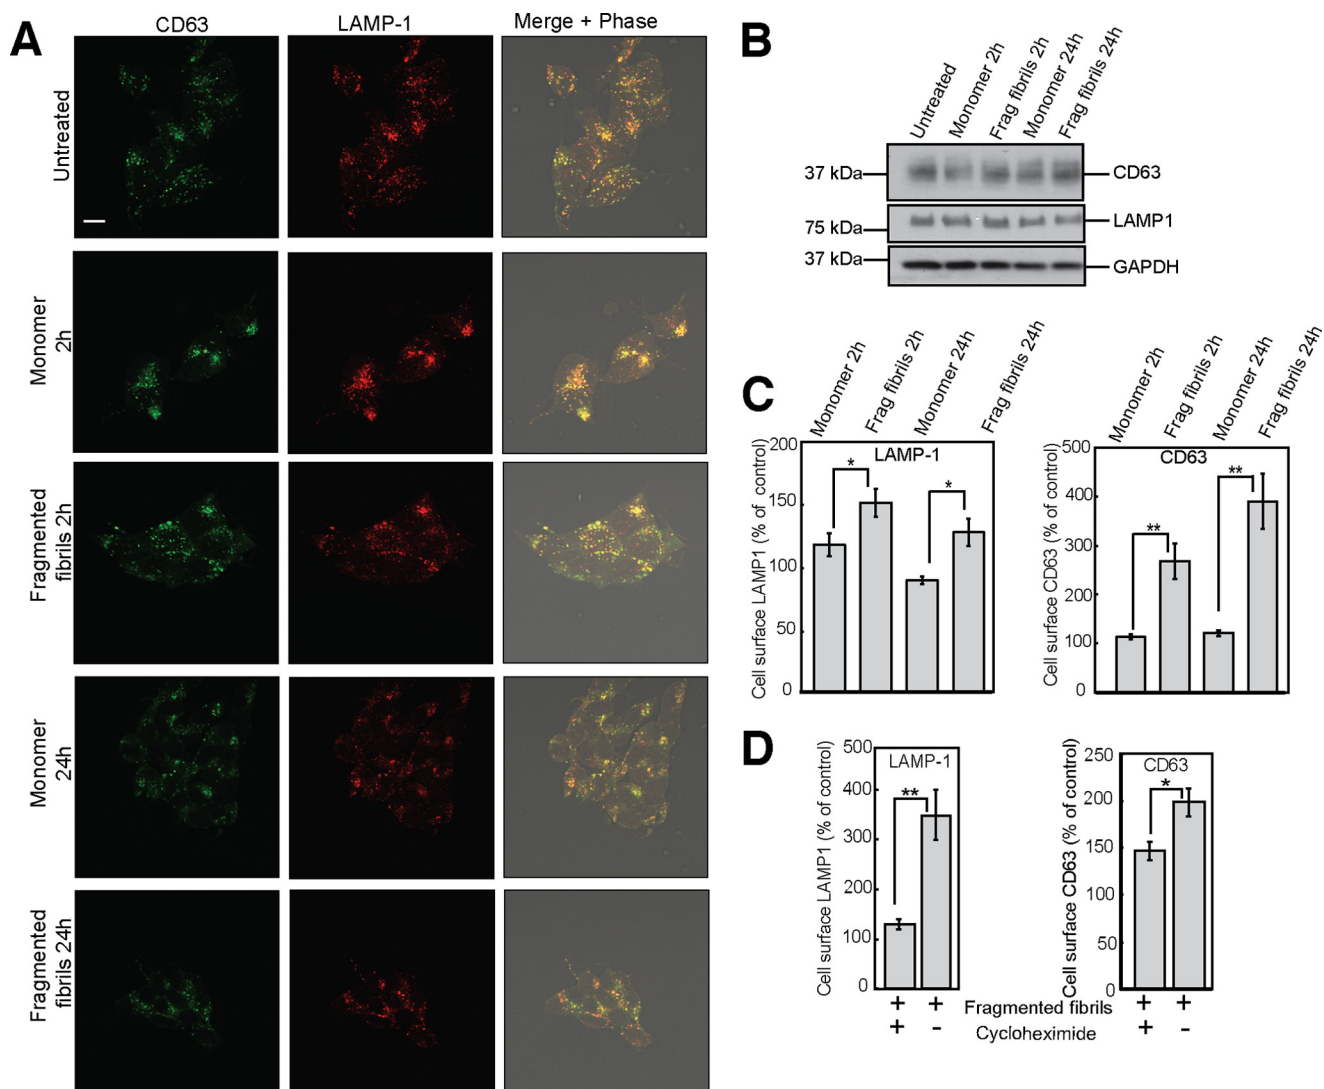 A
CD63
LAMP-1
Merge + Phase
Untreated
Monomer
2h
Fragmented
fibrils 2h
Monomer
24h
Fragmented
fibrils 24h
B
Untreated
Monomer 2h
Frag fibrils 2h
Monomer 24h
Frag fibrils 24h
37 kDa
CD63
75 kDa
LAMP1
37 kDa
GAPDH
C
Monomer 2h
Frag fibrils 2h
Monomer 24h
Frag fibrils 24h
LAMP-1
Cell surface LAMP1 (% of control)
200
150
100
50
0
*
*
Monomer 2h
Frag fibrils 2h
Monomer 24h
Frag fibrils 24h
CD63
Cell surface CD63 (% of control)
500
400
300
200
100
0
**
**
D
LAMP-1
Cell surface LAMP1 (% of control)
500
400
300
200
100
0
**
CD63
Cell surface CD63 (% of control)
250
200
150
100
50
0
*
+ + Fragmented fibrils + +
+ - Cycloheximide + -